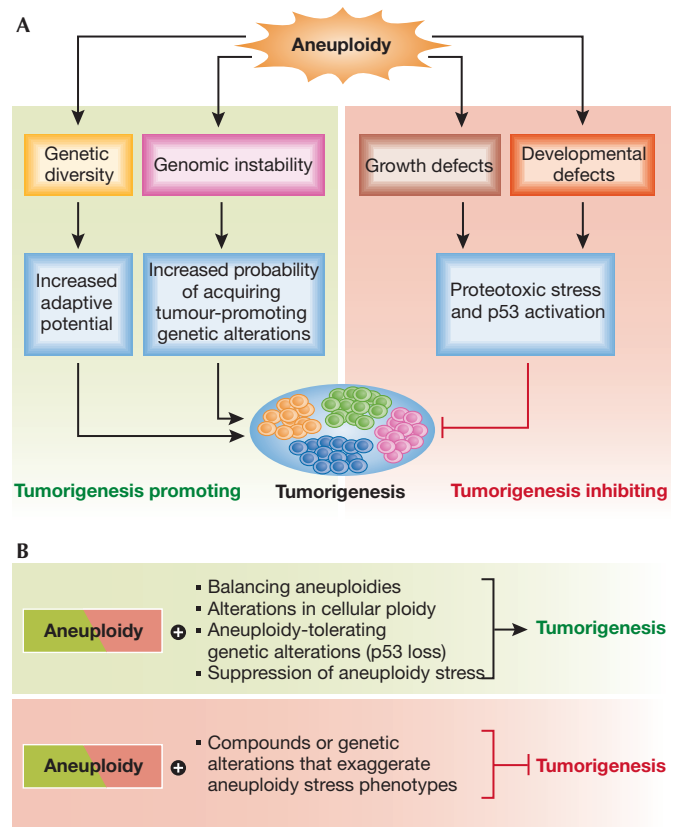 A
Aneuploidy
Genetic
diversity
Genomic instability
Growth defects
Developmental
defects
Increased
adaptive
potential
Increased probability
of acquiring
tumour-promoting
genetic alterations
Proteotoxic stress
and p53 activation
Tumorigenesis promoting
Tumorigenesis
Tumorigenesis inhibiting
B
Aneuploidy
▪ Balancing aneuploidies
▪ Alterations in cellular ploidy
▪ Aneuploidy-tolerating
genetic alterations (p53 loss)
▪ Suppression of aneuploidy stress
Tumorigenesis
Aneuploidy
▪ Compounds or genetic
alterations that exaggerate
aneuploidy stress phenotypes
Tumorigenesis